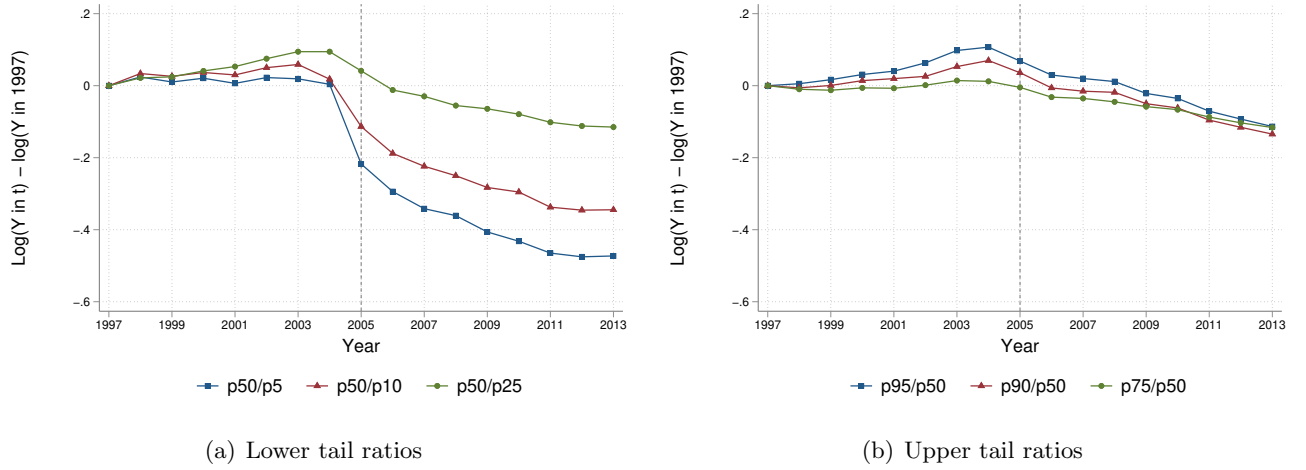 Log(Y in t) − log(Y in 1997)
.2
0
−.2
−.4
−.6
1997 1999 2001 2003 2005 2007 2009 2011 2013
Year
p50/p5 p50/p10 p50/p25
(a) Lower tail ratios
Log(Y in t) − log(Y in 1997)
.2
0
−.2
−.4
−.6
1997 1999 2001 2003 2005 2007 2009 2011 2013
Year
p95/p50 p90/p50 p75/p50
(b) Upper tail ratios